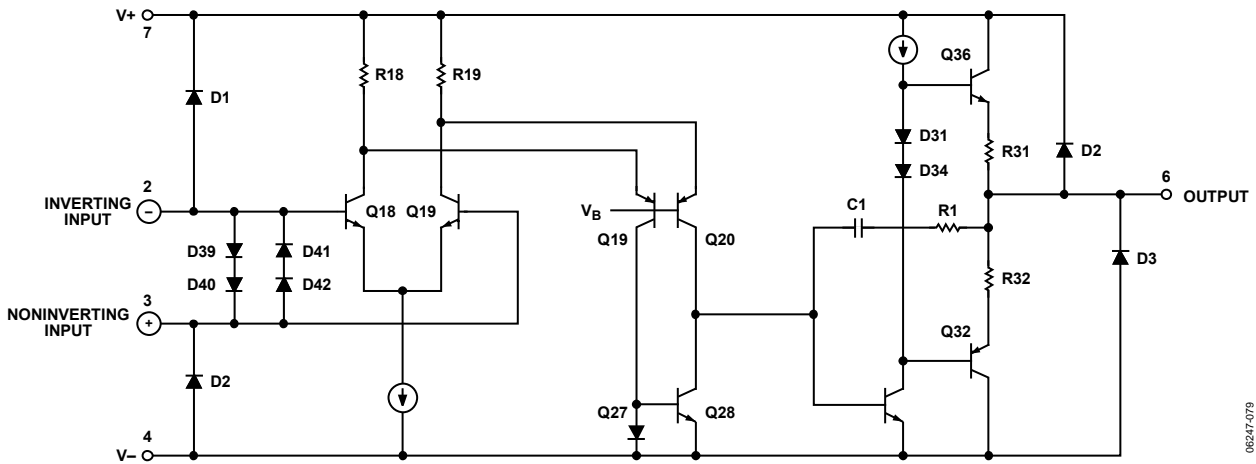 V+
7
Q36
R18
R19
D1
D31
R31
D2
D34
6
OUTPUT
2
INVERTING
INPUT
−
Q18
Q19
VB
C1
R1
Q19
Q20
D39
D41
D3
D40
D42
R32
3
NONINVERTING
INPUT
+
Q32
D2
Q27
Q28
4
V−
06247-079